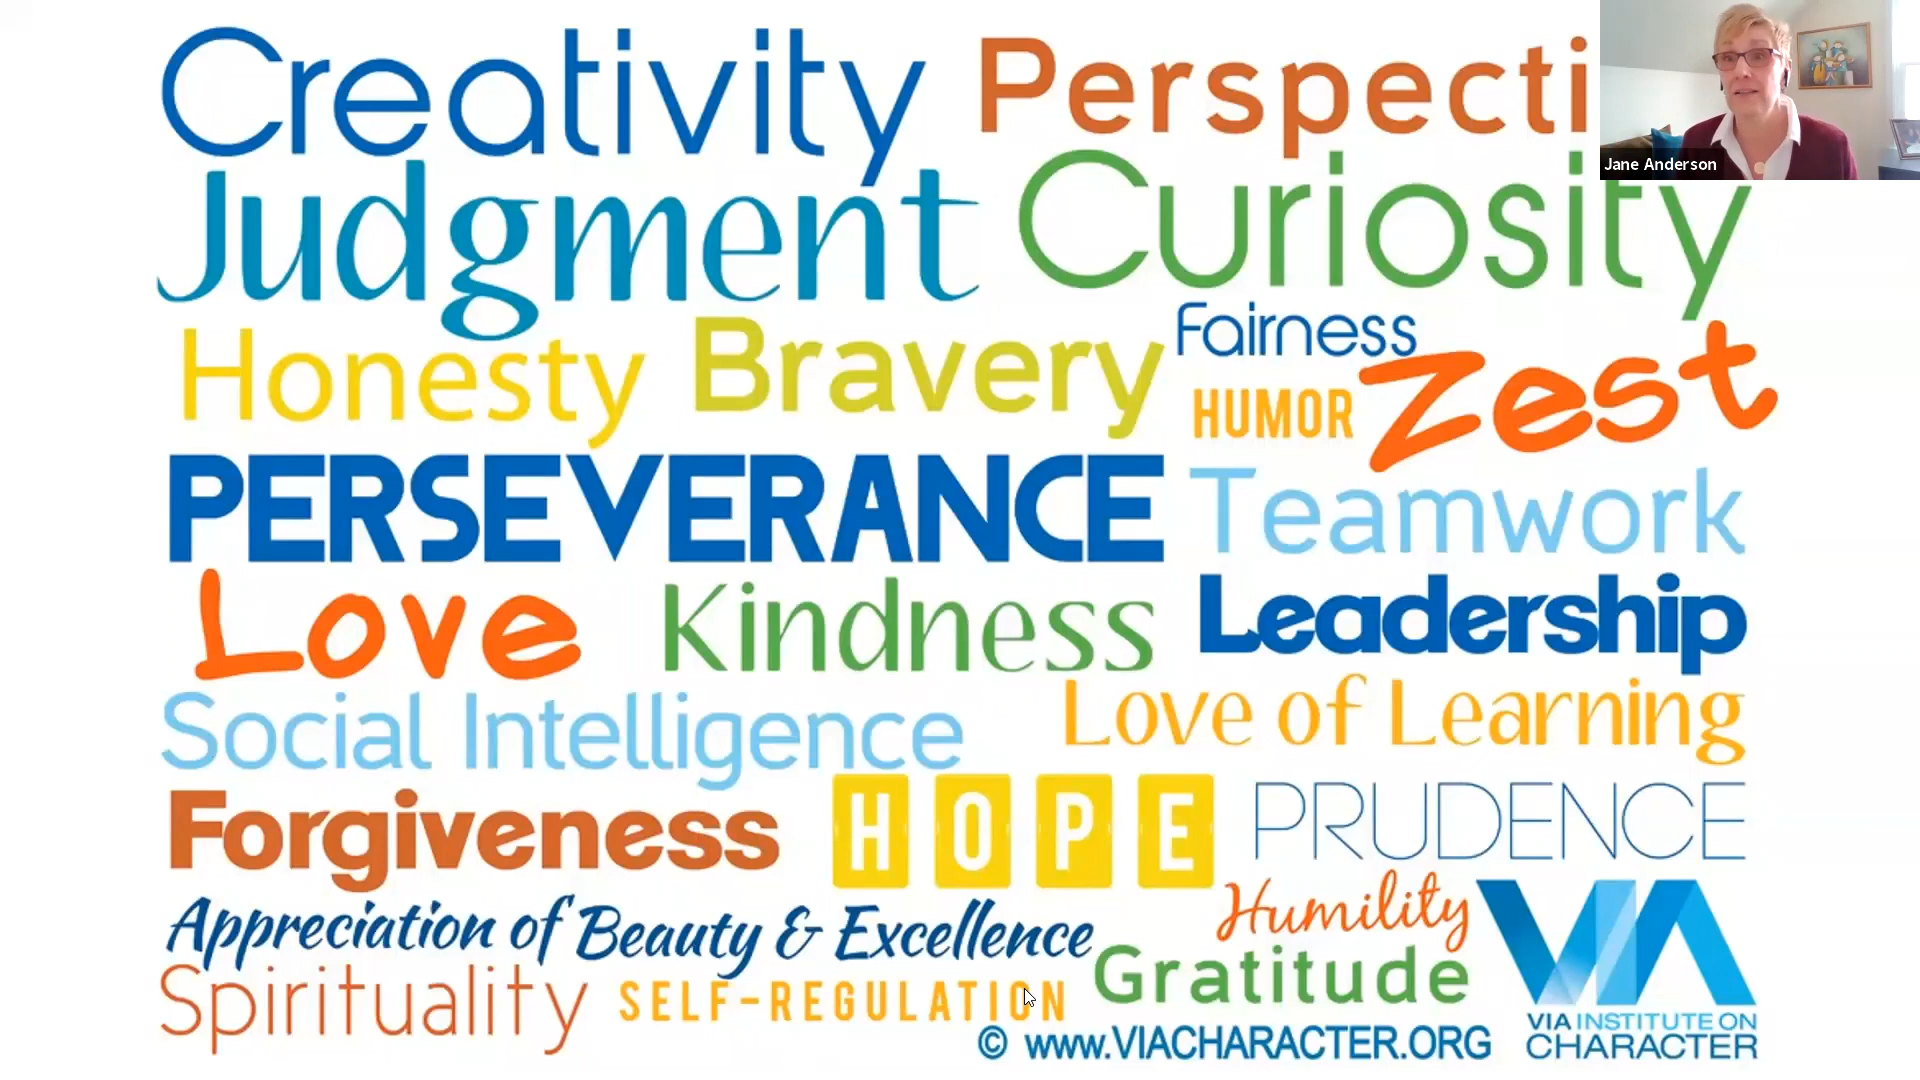 Creativity Perspecti
Jane Anderson
Judgment Curiosity
Honesty Bravery Fairness
HUMOR Zest
PERSEVERANCE Teamwork
Love Kindness Leadership
Social Intelligence Love of Learning
Forgiveness HOPE PRUDENCE
Appreciation of Beauty & Excellence Humility
Spirituality SELF-REGULATION Gratitude
© www.VIACHARACTER.ORG
VIA
VIA INSTITUTE ON
CHARACTER